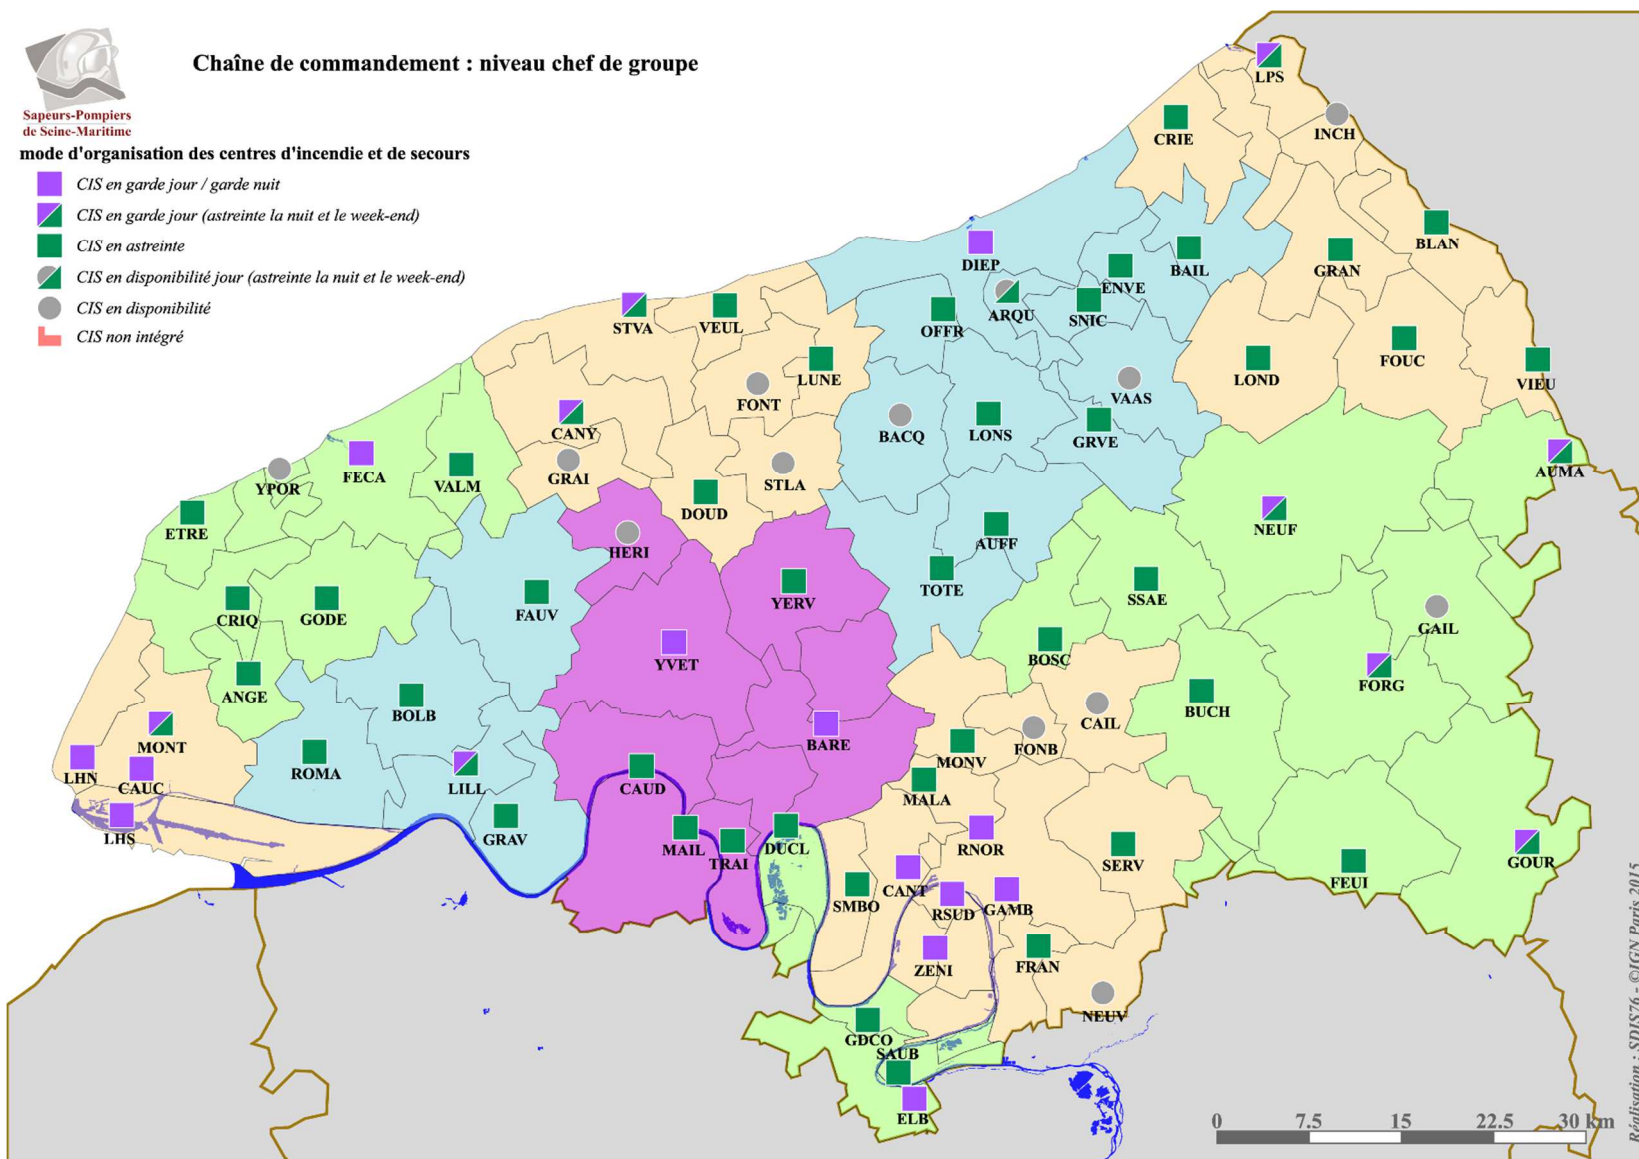 Chaîne de commandement : niveau chef de groupe
Sapeurs-Pompiers
de Seine-Maritime
mode d'organisation des centres d'incendie et de secours
CIS en garde jour / garde nuit
CIS en garde jour (astreinte la nuit et le week-end)
CIS en astreinte
CIS en disponibilité jour (astreinte la nuit et le week-end)
CIS en disponibilité
CIS non intégré
LPS
CRIE
INCH
BLAN
GRAN
DIEP
BAIL
ENVE
ARQU
SNIC
OFFR
STVA
VEUL
LUNE
FONT
LOND
FOUC
VIEU
VAAS
CANY
BACQ
LONS
GRVE
AUMA
YPOR
FECA
VALM
GRAI
STLA
DOUD
ETRE
NEUF
HERI
AUFF
TOTE
YERV
SSAE
FAUV
CRIQ
GODE
GAIL
YVET
BOSC
FORG
ANGE
BOLB
CAIL
BUCH
MONT
BARE
FONB
MONV
LHN
CAUC
ROMA
LILL
CAUD
MALA
LHS
GRAV
MAIL
TRAI
DUCL
RNOR
SERV
GOUR
FEUI
CANT
SMBO
RSUD
GAMB
ZENI
FRAN
NEUV
GDCO
SAUB
ELB
0 7.5 15 22.5 30 km
Réalisation : SDIS76 - ©IGN Paris 2015